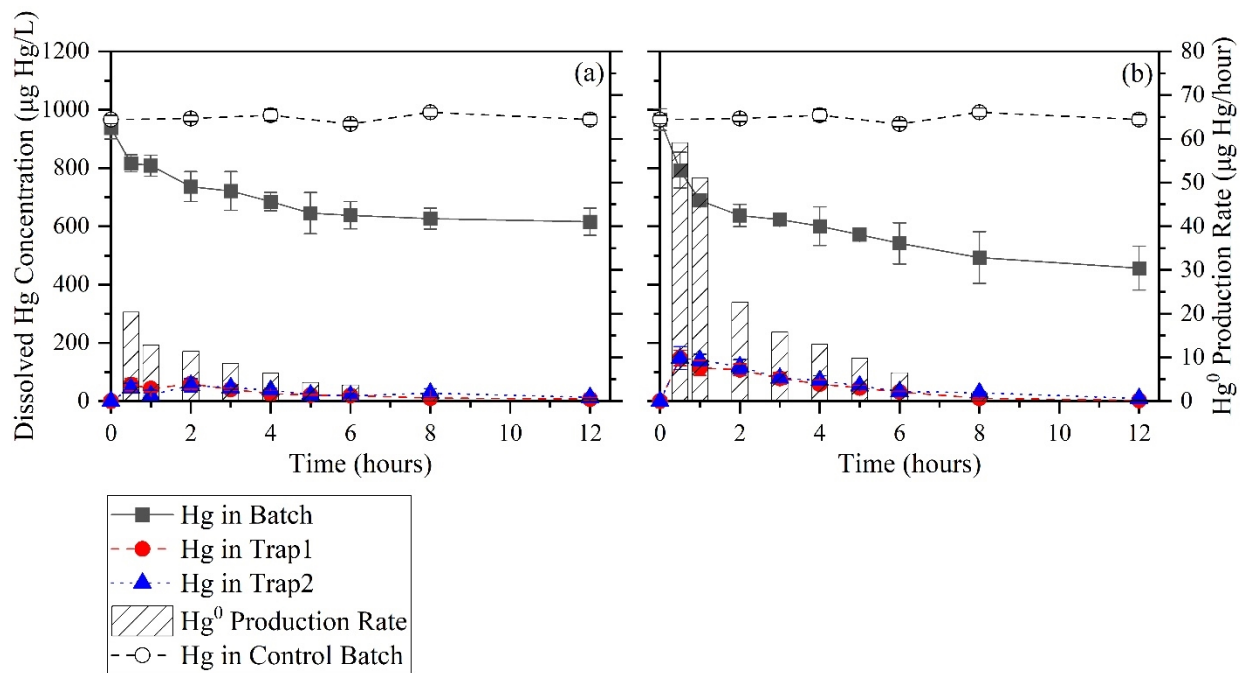 Dissolved Hg Concentration (µg Hg/L)
1200
1000
800
600
400
200
0
(a)
0
2
4
6
8
10
12
Time (hours)
(b)
0
2
4
6
8
10
12
Time (hours)
80
70
60
50
40
30
20
10
0
Hg⁰ Production Rate (µg Hg/hour)
Hg in Batch
Hg in Trap1
Hg in Trap2
Hg⁰ Production Rate
Hg in Control Batch